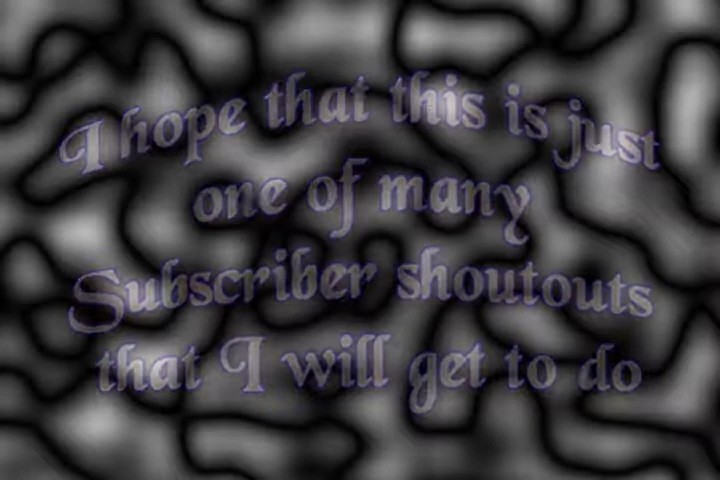 I hope that this is just
one of many
Subscriber shoutouts
that I will get to do